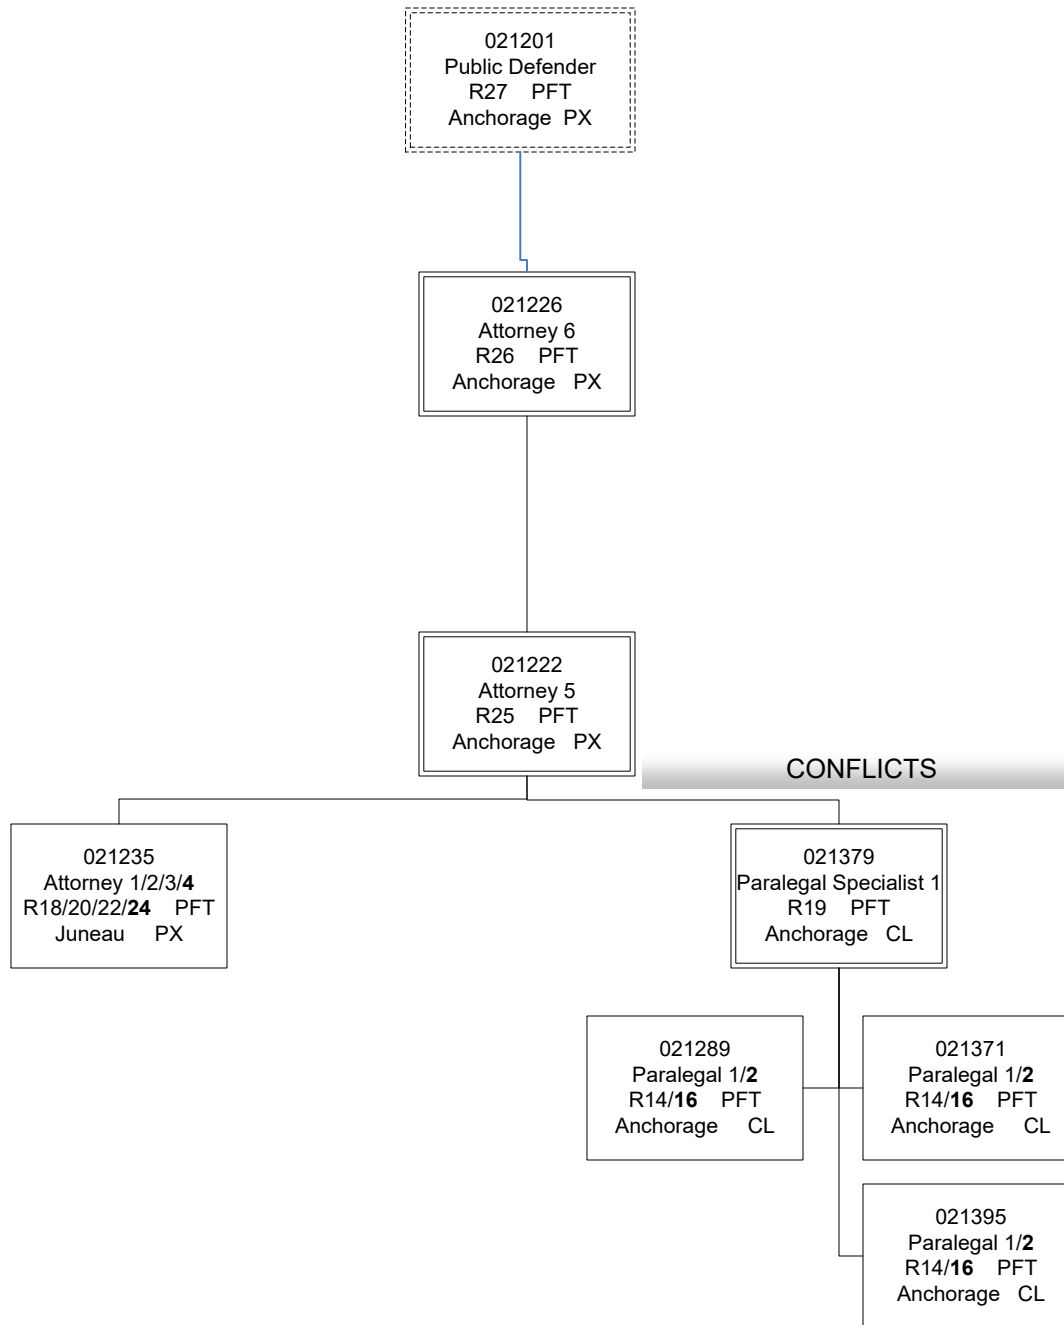 021201
Public Defender
R27 PFT
Anchorage PX
021226
Attorney 6
R26 PFT
Anchorage PX
021222
Attorney 5
R25 PFT
Anchorage PX
CONFLICTS
021235
Attorney 1/2/3/4
R18/20/22/24 PFT
Juneau PX
021379
Paralegal Specialist 1
R19 PFT
Anchorage CL
021289
Paralegal 1/2
R14/16 PFT
Anchorage CL
021371
Paralegal 1/2
R14/16 PFT
Anchorage CL
021395
Paralegal 1/2
R14/16 PFT
Anchorage CL